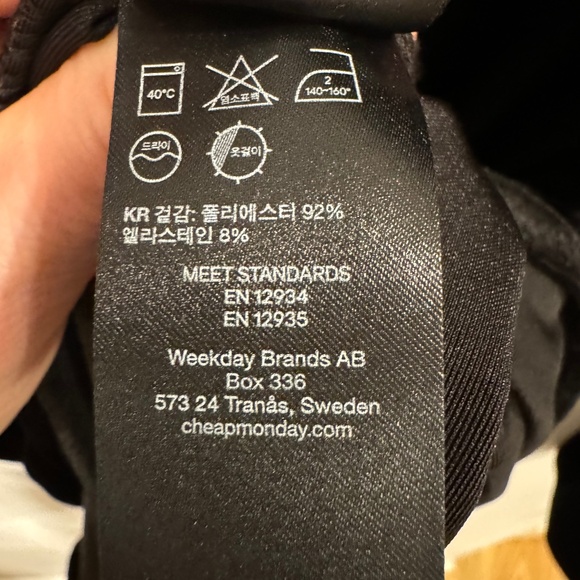 40°C
염소표백
2
140~160°
드라이
옷걸이
KR 겉감: 폴리에스터 92%
엘라스테인 8%
MEET STANDARDS
EN 12934
EN 12935
Weekday Brands AB
Box 336
573 24 Tranås, Sweden
cheapmonday.com